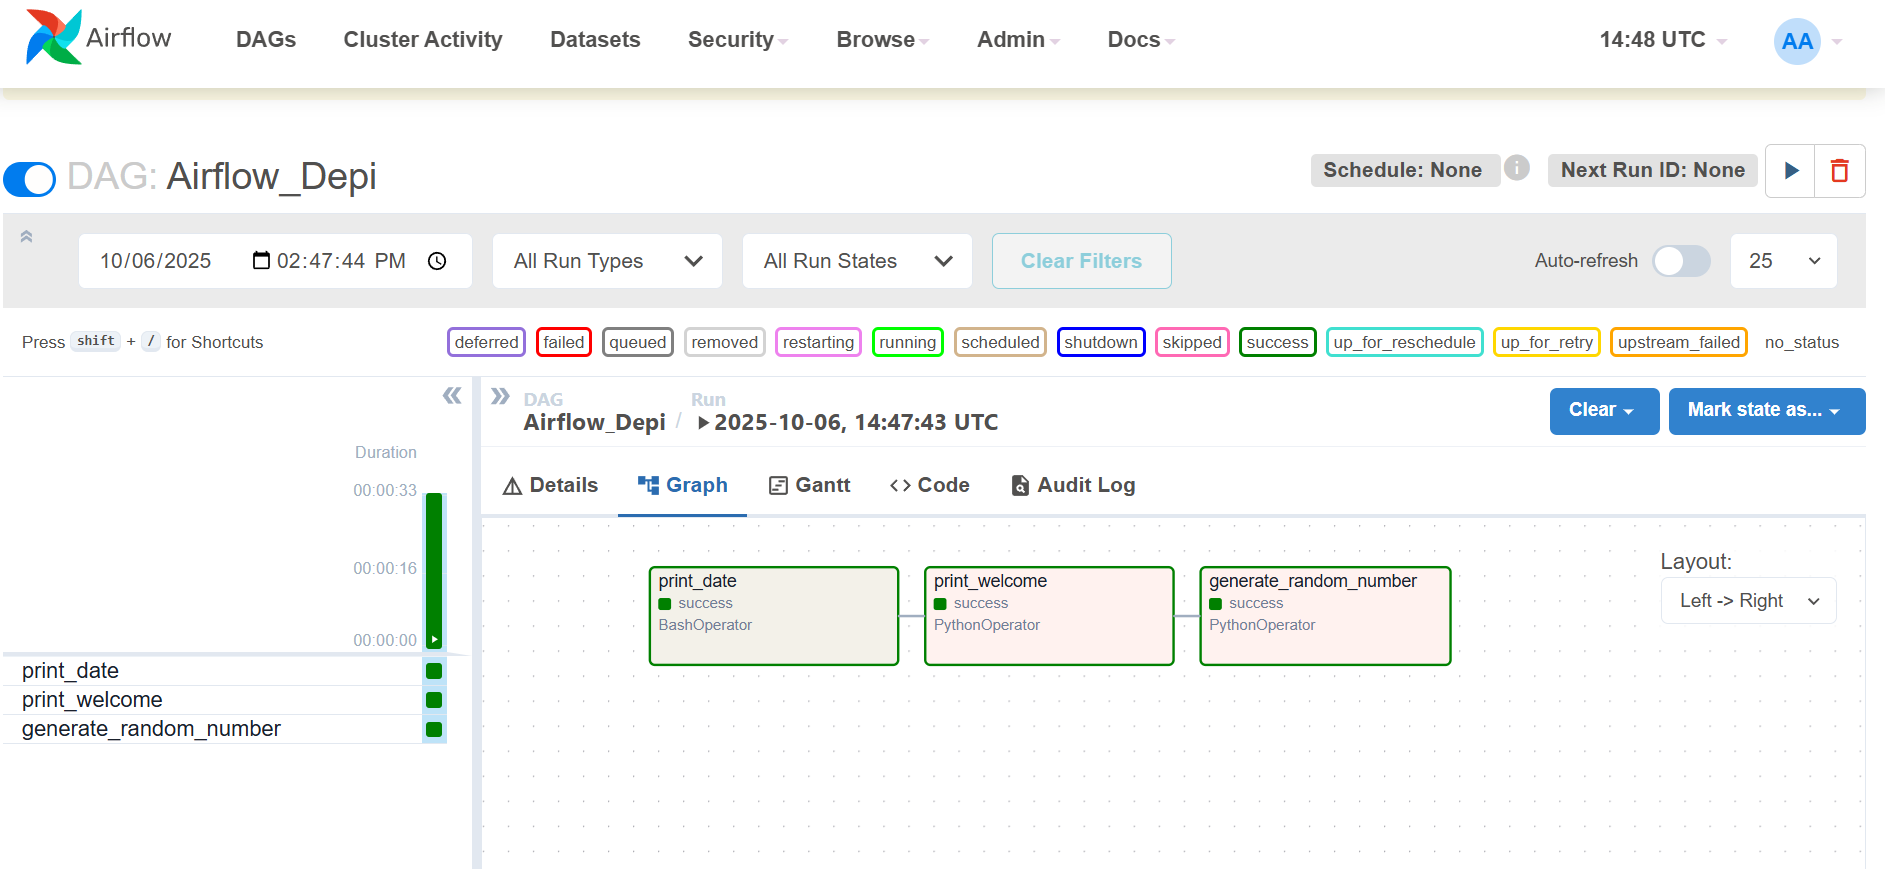 Airflow DAGs Cluster Activity Datasets Security Browse Admin Docs 14:48 UTC AA
DAG: Airflow_Depi Schedule: None i Next Run ID: None
10/06/2025 02:47:44 PM All Run Types All Run States Clear Filters Auto-refresh 25
Press shift + / for Shortcuts deferred failed queued removed restarting running scheduled shutdown skipped success up_for_reschedule up_for_retry upstream_failed no_status
DAG Run
Airflow_Depi / 2025-10-06, 14:47:43 UTC Clear Mark state as...
Details Graph Gantt Code Audit Log
Duration
00:00:33
00:00:16
00:00:00
print_date
print_welcome
generate_random_number
print_date
success
BashOperator
print_welcome
success
PythonOperator
generate_random_number
success
PythonOperator
Layout:
Left -> Right